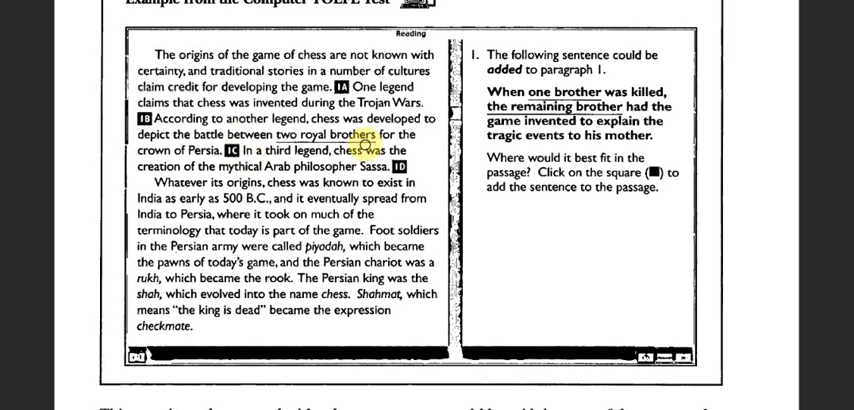 Example from the Computer TOEFL Test
Reading
The origins of the game of chess are not known with
certainty, and traditional stories in a number of cultures
claim credit for developing the game. 1A One legend
claims that chess was invented during the Trojan Wars.
1B According to another legend, chess was developed to
depict the battle between two royal brothers for the
crown of Persia. 1C In a third legend, chess was the
creation of the mythical Arab philosopher Sassa. 1D
Whatever its origins, chess was known to exist in
India as early as 500 B.C., and it eventually spread from
India to Persia, where it took on much of the
terminology that today is part of the game. Foot soldiers
in the Persian army were called piyadah, which became
the pawns of today's game, and the Persian chariot was a
rukh, which became the rook. The Persian king was the
shah, which evolved into the name chess. Shahmat, which
means "the king is dead" became the expression
checkmate.
1. The following sentence could be
added to paragraph 1.
When one brother was killed,
the remaining brother had the
game invented to explain the
tragic events to his mother.
Where would it best fit in the
passage? Click on the square (■) to
add the sentence to the passage.